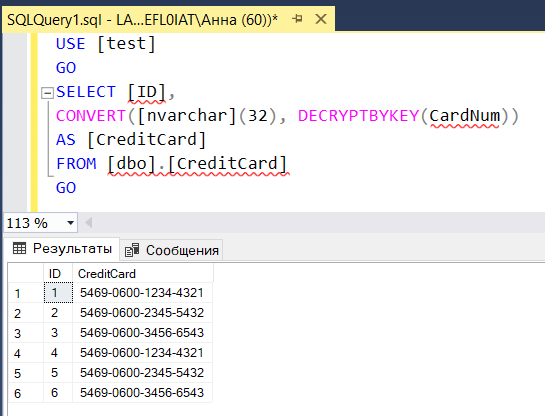 SQLQuery1.sql - LA...EFL0IAT\Анна (60))*
USE [test]
GO
SELECT [ID],
CONVERT([nvarchar](32), DECRYPTBYKEY(CardNum))
AS [CreditCard]
FROM [dbo].[CreditCard]
GO
113 %
Результаты Сообщения
ID CreditCard
1 1 5469-0600-1234-4321
2 2 5469-0600-2345-5432
3 3 5469-0600-3456-6543
4 4 5469-0600-1234-4321
5 5 5469-0600-2345-5432
6 6 5469-0600-3456-6543